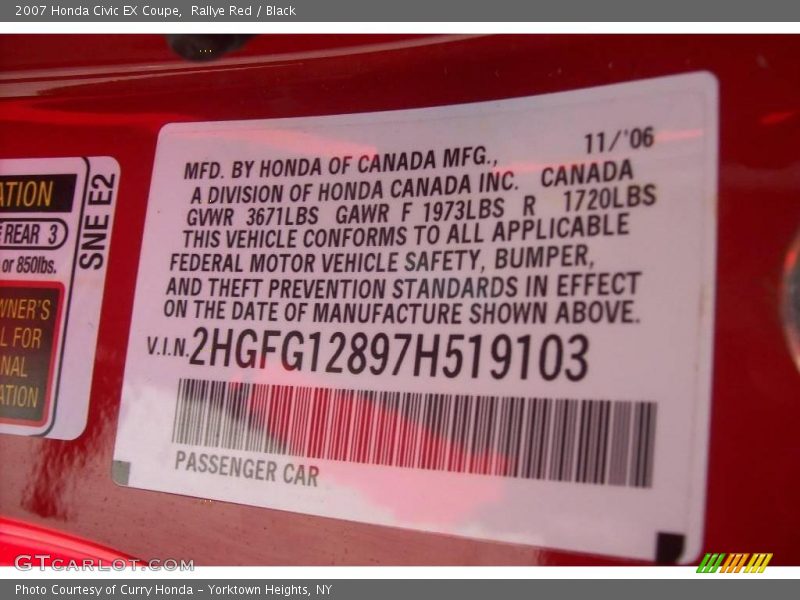 2007 Honda Civic EX Coupe, Rallye Red / Black
11/'06
MFD. BY HONDA OF CANADA MFG.,
A DIVISION OF HONDA CANADA INC. CANADA
GVWR 3671LBS GAWR F 1973LBS R 1720LBS
THIS VEHICLE CONFORMS TO ALL APPLICABLE
FEDERAL MOTOR VEHICLE SAFETY, BUMPER,
AND THEFT PREVENTION STANDARDS IN EFFECT
ON THE DATE OF MANUFACTURE SHOWN ABOVE.
V.I.N. 2HGFG12897H519103
PASSENGER CAR
SNE E2
REAR 3
or 850lbs.
WNER'S
L FOR
NAL
ATION
GTCARLOT.COM
Photo Courtesy of Curry Honda - Yorktown Heights, NY